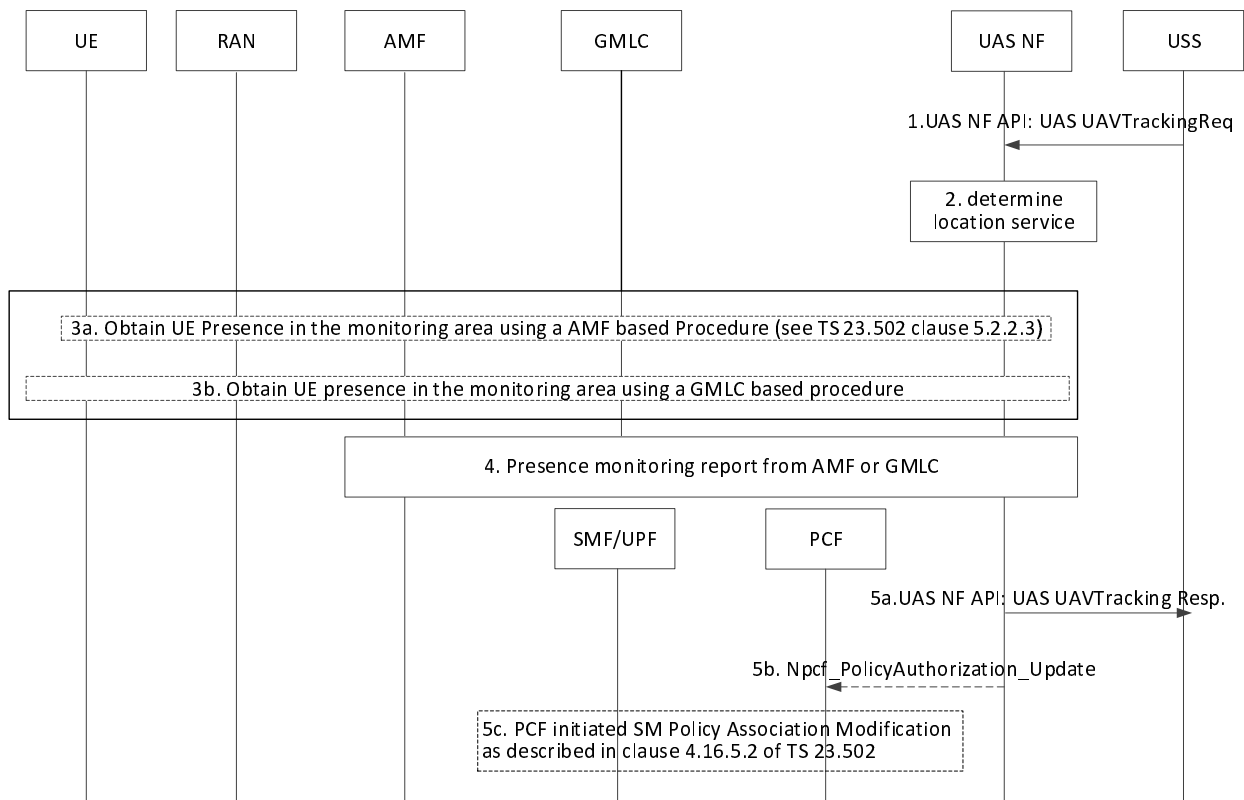 UE
RAN
AMF
GMLC
UAS NF
USS
1.UAS NF API: UAS UAVTrackingReq
2. determine
location service
3a. Obtain UE Presence in the monitoring area using a AMF based Procedure (see TS 23.502 clause 5.2.2.3)
3b. Obtain UE presence in the monitoring area using a GMLC based procedure
4. Presence monitoring report from AMF or GMLC
SMF/UPF
PCF
5a.UAS NF API: UAS UAVTracking Resp.
5b. Npcf_PolicyAuthorization_Update
5c. PCF initiated SM Policy Association Modification
as described in clause 4.16.5.2 of TS 23.502